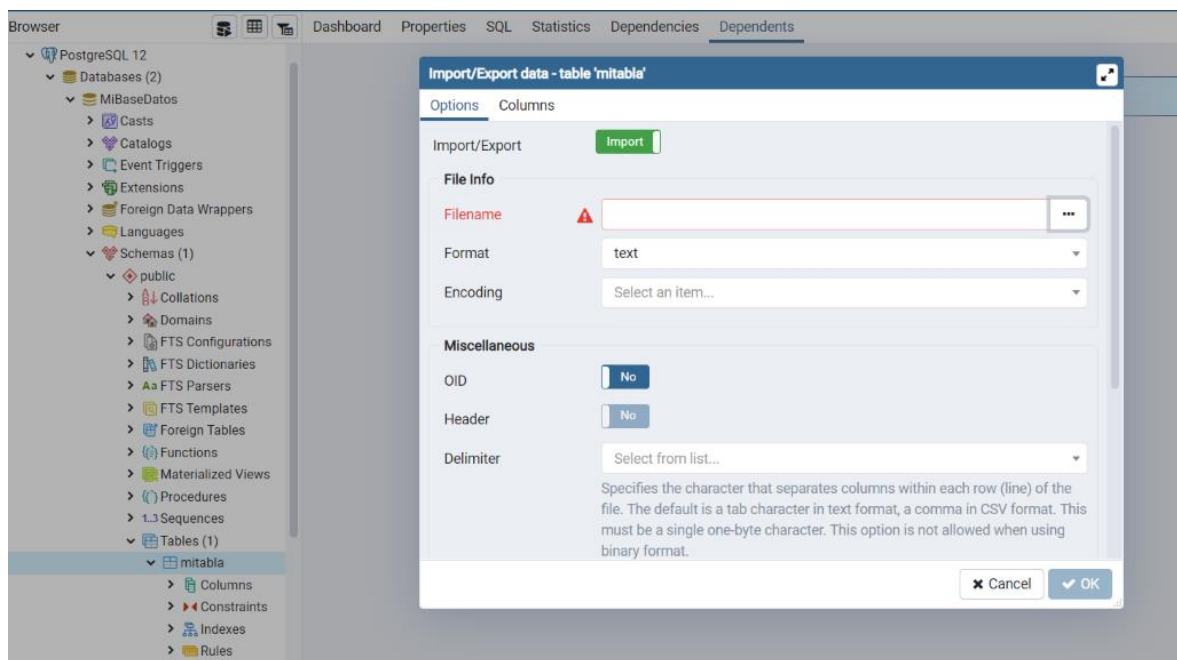 Browser
Dashboard Properties SQL Statistics Dependencies Dependents
PostgreSQL 12
Databases (2)
MiBaseDatos
Casts
Catalogs
Event Triggers
Extensions
Foreign Data Wrappers
Languages
Schemas (1)
public
Collations
Domains
FTS Configurations
FTS Dictionaries
Aa FTS Parsers
FTS Templates
Foreign Tables
Functions
Materialized Views
Procedures
1..3 Sequences
Tables (1)
mitabla
Columns
Constraints
Indexes
Rules
Import/Export data - table 'mitabla'
Options Columns
Import/Export Import
File Info
Filename
Format text
Encoding Select an item...
Miscellaneous
OID No
Header No
Delimiter Select from list...
Specifies the character that separates columns within each row (line) of the
file. The default is a tab character in text format, a comma in CSV format. This
must be a single one-byte character. This option is not allowed when using
binary format.
Cancel OK